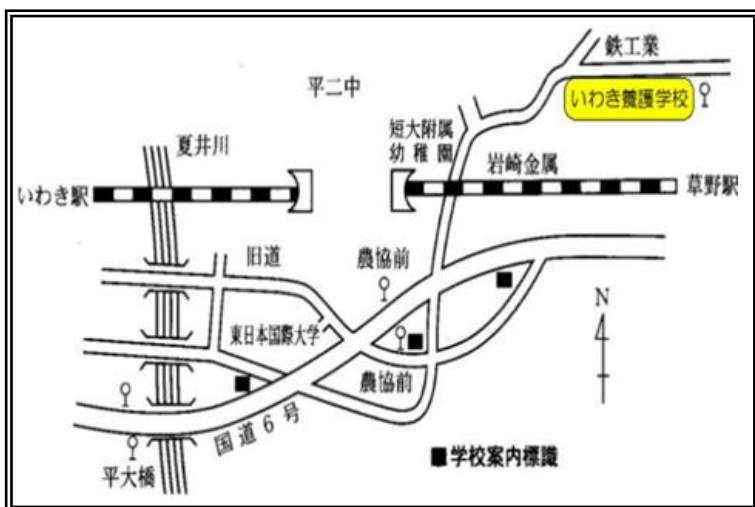 鉄工業
平二中
いわき養護学校
短大附属
幼稚園
夏井川
岩崎金属
いわき駅
草野駅
旧道
農協前
N
東日本国際大学
農協前
国道6号
平大橋
■学校案内標識